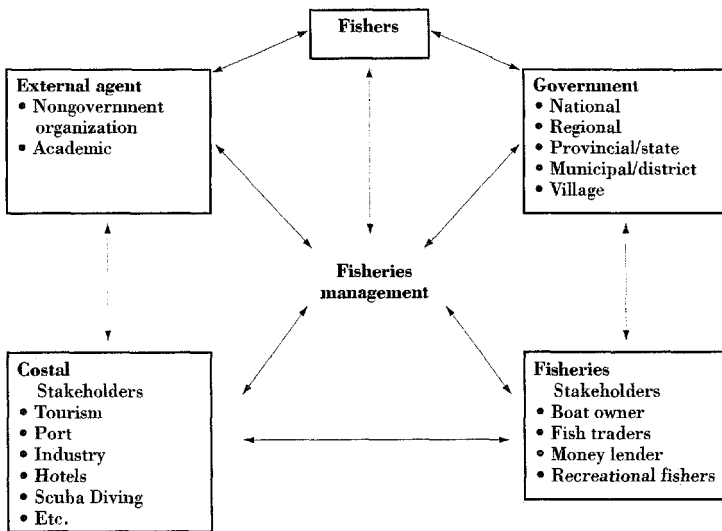 Fishers
External agent
• Nongovernment
organization
• Academic
Government
• National
• Regional
• Provincial/state
• Municipal/district
• Village
Fisheries
management
Costal
Stakeholders
• Tourism
• Port
• Industry
• Hotels
• Scuba Diving
• Etc.
Fisheries
Stakeholders
• Boat owner
• Fish traders
• Money lender
• Recreational fishers